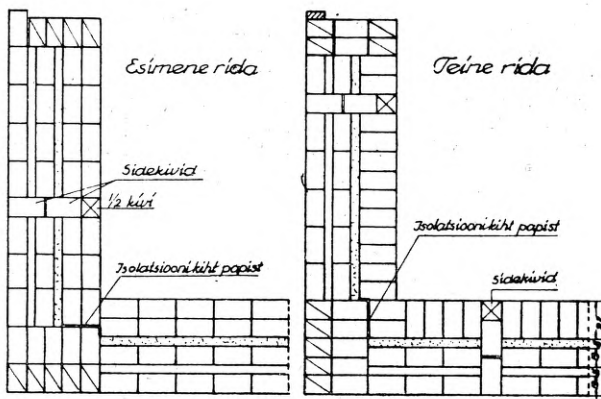 Esimene rida
Sidekivid
1/2 kivi
Isolatsioonikiht papist
Teine rida
Isolatsioonikiht papist
Sidekivid